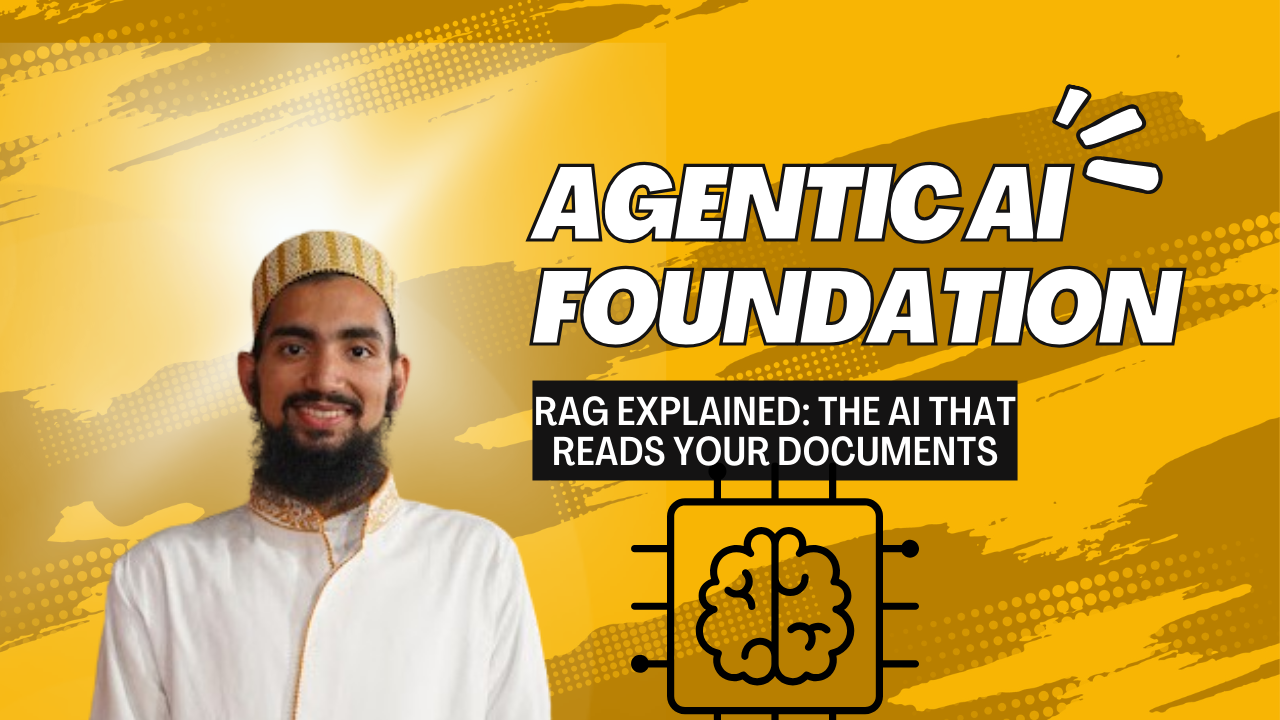 AGENTIC AI
FOUNDATION
RAG EXPLAINED: THE AI THAT
READS YOUR DOCUMENTS